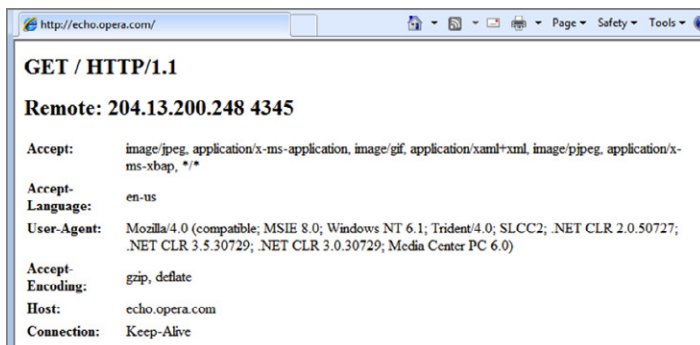 http://echo.opera.com/
Page Safety Tools
GET / HTTP/1.1
Remote: 204.13.200.248 4345
Accept: image/jpeg, application/x-ms-application, image/gif, application/xaml+xml, image/pjpeg, application/x-
ms-xbap, */*
Accept-
Language: en-us
User-Agent: Mozilla/4.0 (compatible; MSIE 8.0; Windows NT 6.1; Trident/4.0; SLCC2; .NET CLR 2.0.50727;
.NET CLR 3.5.30729; .NET CLR 3.0.30729; Media Center PC 6.0)
Accept-
Encoding: gzip, deflate
Host: echo.opera.com
Connection: Keep-Alive